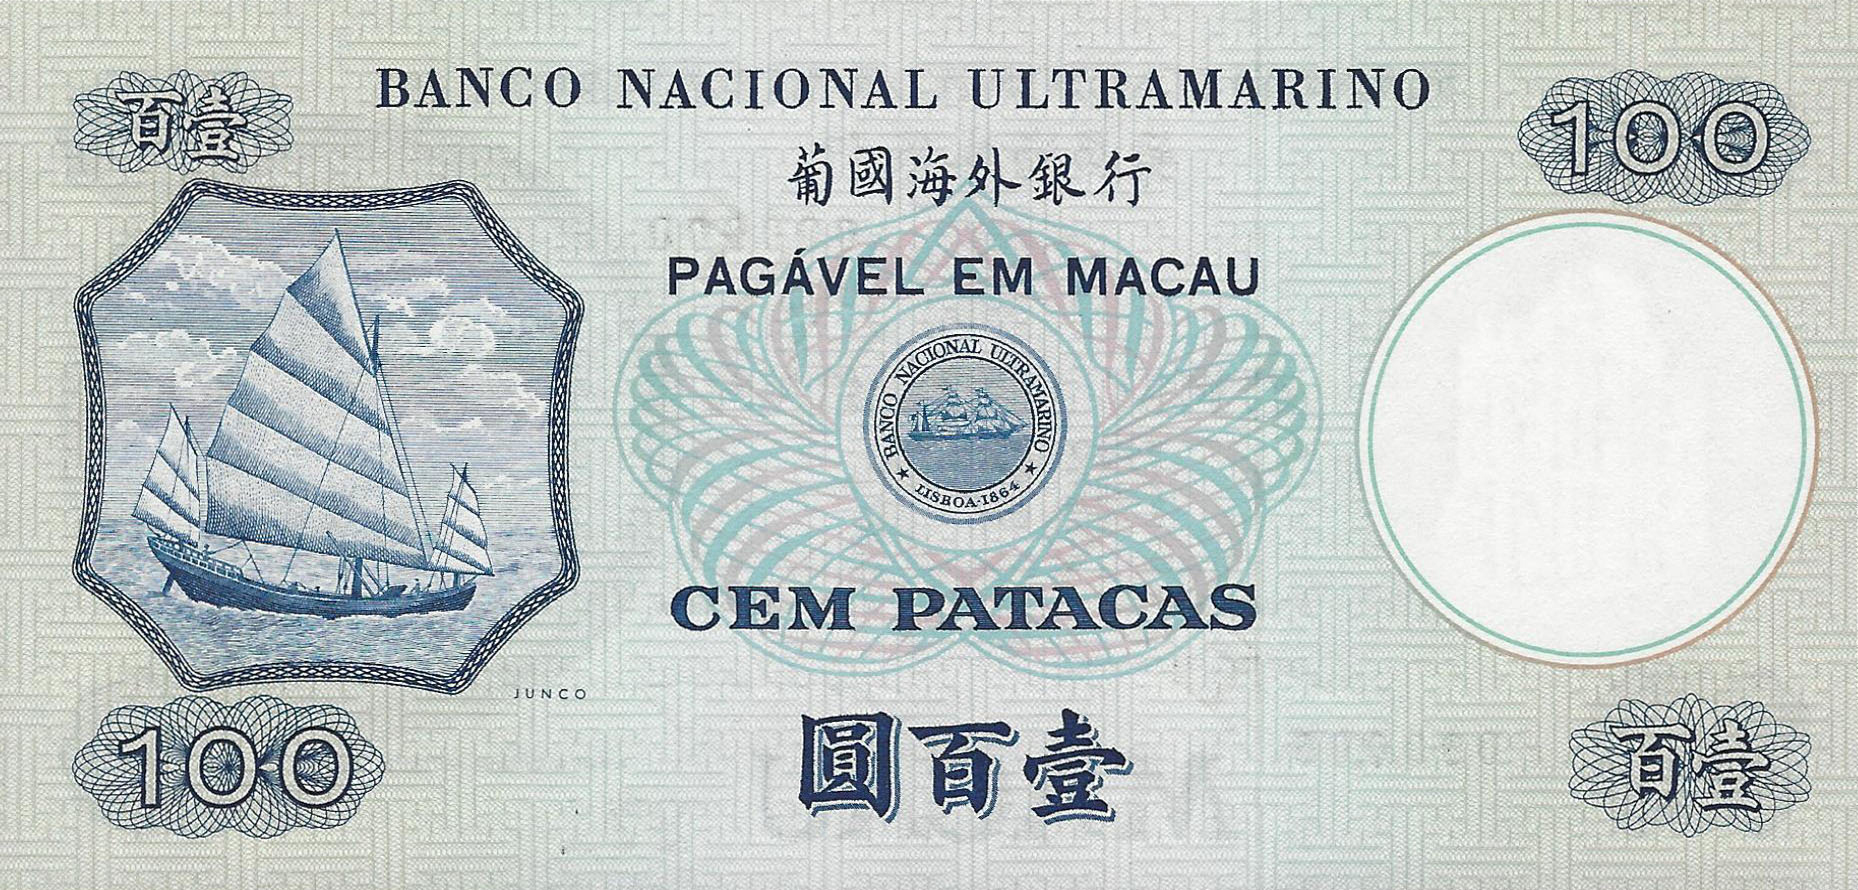 BANCO NACIONAL ULTRAMARINO
百壹
100
葡國海外銀行
PAGÁVEL EM MACAU
BANCO NACIONAL ULTRAMARINO
★ LISBOA·1864 ★
CEM PATACAS
JUNCO
100
圓百壹
百壹